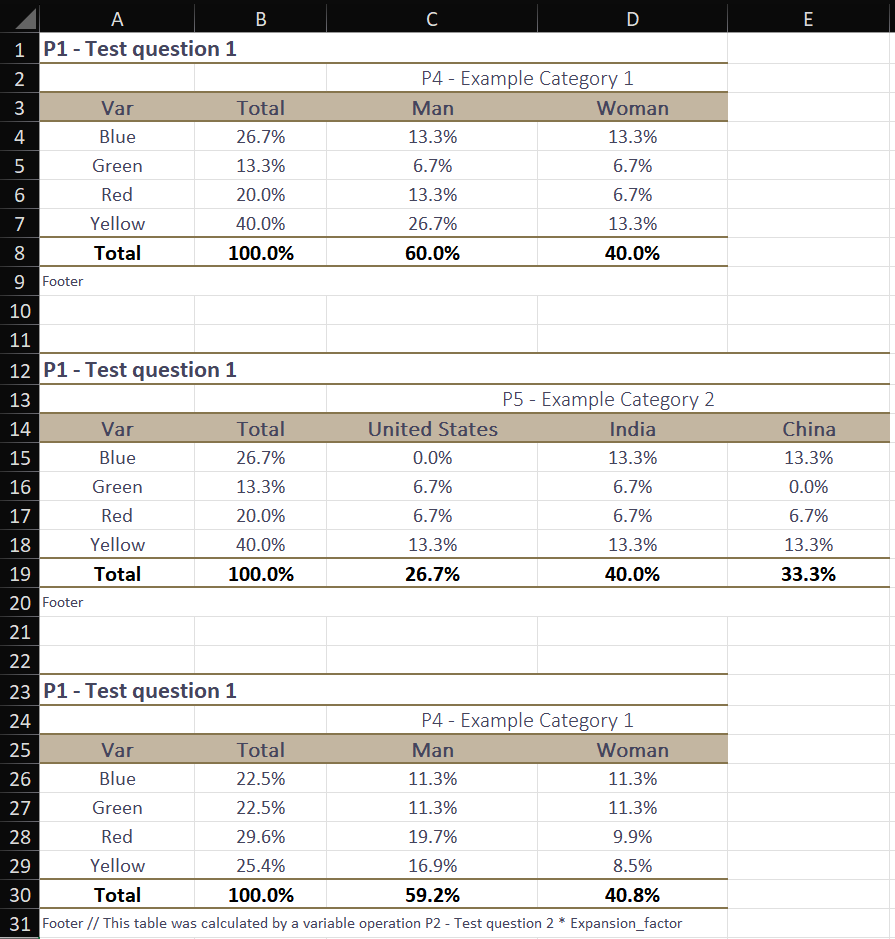 A B C D E
1 P1 - Test question 1
2 P4 - Example Category 1
3 Var Total Man Woman
4 Blue 26.7% 13.3% 13.3%
5 Green 13.3% 6.7% 6.7%
6 Red 20.0% 13.3% 6.7%
7 Yellow 40.0% 26.7% 13.3%
8 Total 100.0% 60.0% 40.0%
9 Footer
10
11
12 P1 - Test question 1
13 P5 - Example Category 2
14 Var Total United States India China
15 Blue 26.7% 0.0% 13.3% 13.3%
16 Green 13.3% 6.7% 6.7% 0.0%
17 Red 20.0% 6.7% 6.7% 6.7%
18 Yellow 40.0% 13.3% 13.3% 13.3%
19 Total 100.0% 26.7% 40.0% 33.3%
20 Footer
21
22
23 P1 - Test question 1
24 P4 - Example Category 1
25 Var Total Man Woman
26 Blue 22.5% 11.3% 11.3%
27 Green 22.5% 11.3% 11.3%
28 Red 29.6% 19.7% 9.9%
29 Yellow 25.4% 16.9% 8.5%
30 Total 100.0% 59.2% 40.8%
31 Footer // This table was calculated by a variable operation P2 - Test question 2 * Expansion_factor